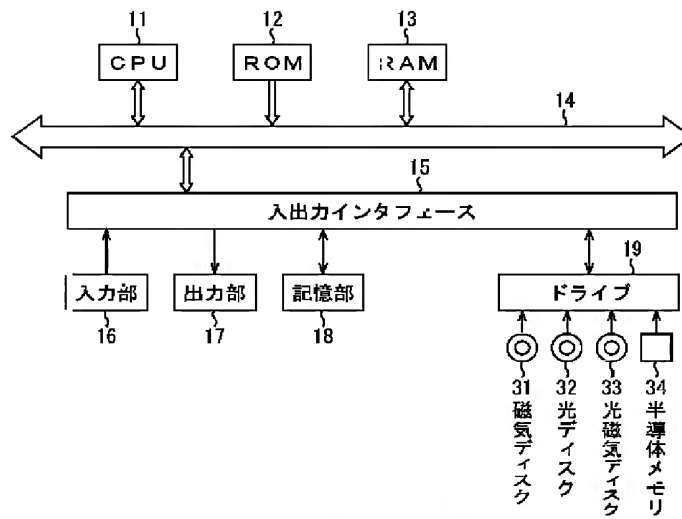 11 12 13
CPU ROM RAM
14
15
入出力インタフェース
19
入力部 出力部 記憶部 ドライブ
16 17 18
31 磁気ディスク
32 光ディスク
33 光磁気ディスク
34 半導体メモリ